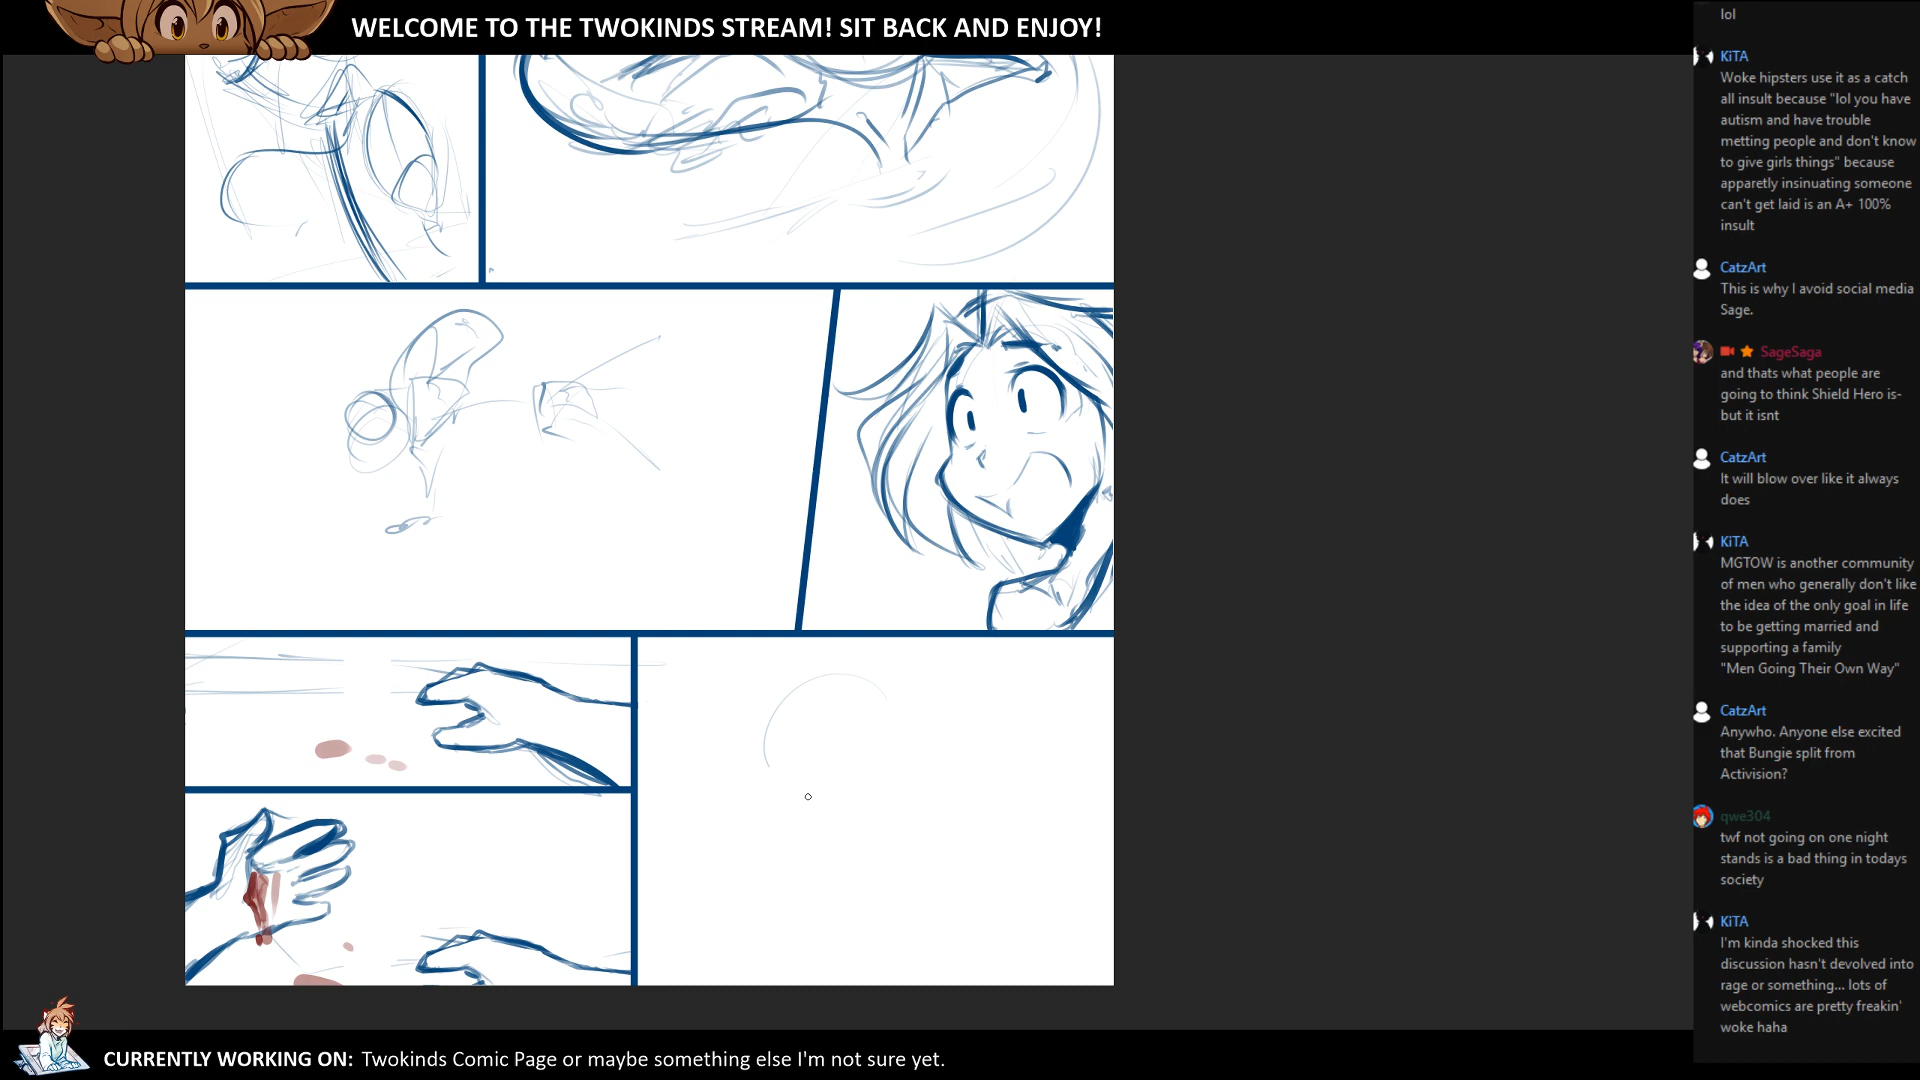 WELCOME TO THE TWOKINDS STREAM! SIT BACK AND ENJOY!
lol
KiTA
Woke hipsters use it as a catch
all insult because "lol you have
autism and have trouble
metting people and don't know
to give girls things" because
apparetly insinuating someone
can't get laid is an A+ 100%
insult
CatzArt
This is why I avoid social media
Sage.
SageSaga
and thats what people are
going to think Shield Hero is-
but it isnt
CatzArt
It will blow over like it always
does
KiTA
MGTOW is another community
of men who generally don't like
the idea of the only goal in life
to be getting married and
supporting a family
"Men Going Their Own Way"
CatzArt
Anywho. Anyone else excited
that Bungie split from
Activision?
qwe304
twf not going on one night
stands is a bad thing in todays
society
KiTA
I'm kinda shocked this
discussion hasn't devolved into
rage or something... lots of
webcomics are pretty freakin'
woke haha
CURRENTLY WORKING ON: Twokinds Comic Page or maybe something else I'm not sure yet.